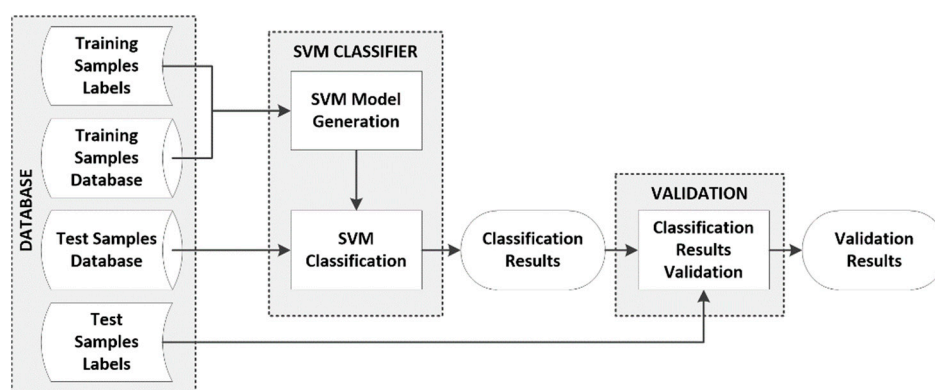 DATABASE
Training
Samples
Labels
Training
Samples
Database
Test Samples
Database
Test
Samples
Labels
SVM CLASSIFIER
SVM Model
Generation
SVM
Classification
Classification
Results
VALIDATION
Classification
Results
Validation
Validation
Results